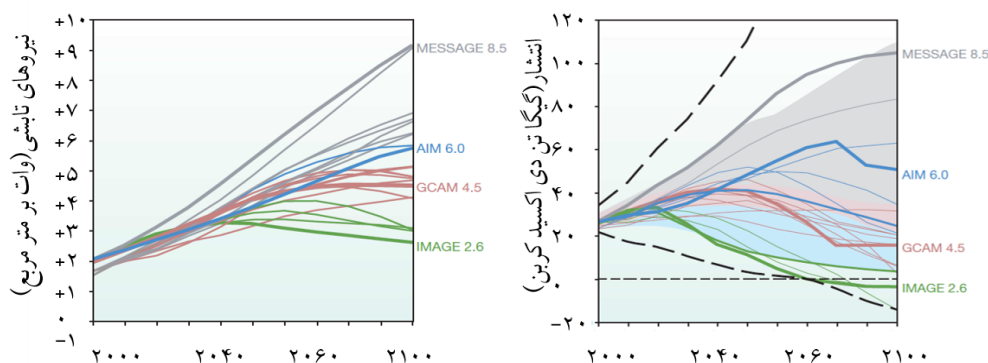 نیروهای تابشی (وات بر متر مربع)
+۱۰
+۹
+۸
+۷
+۶
+۵
+۴
+۳
+۲
+۱
۰
-۱
۲۰۰۰ ۲۰۴۰ ۲۰۶۰ ۲۱۰۰
MESSAGE 8.5
AIM 6.0
GCAM 4.5
IMAGE 2.6
انتشار (گیگا تن دی اکسید کربن)
۱۲۰
۱۰۰
۸۰
۶۰
۴۰
۲۰
۰
-۲۰
۲۰۰۰ ۲۰۴۰ ۲۰۶۰ ۲۱۰۰
MESSAGE 8.5
AIM 6.0
GCAM 4.5
IMAGE 2.6